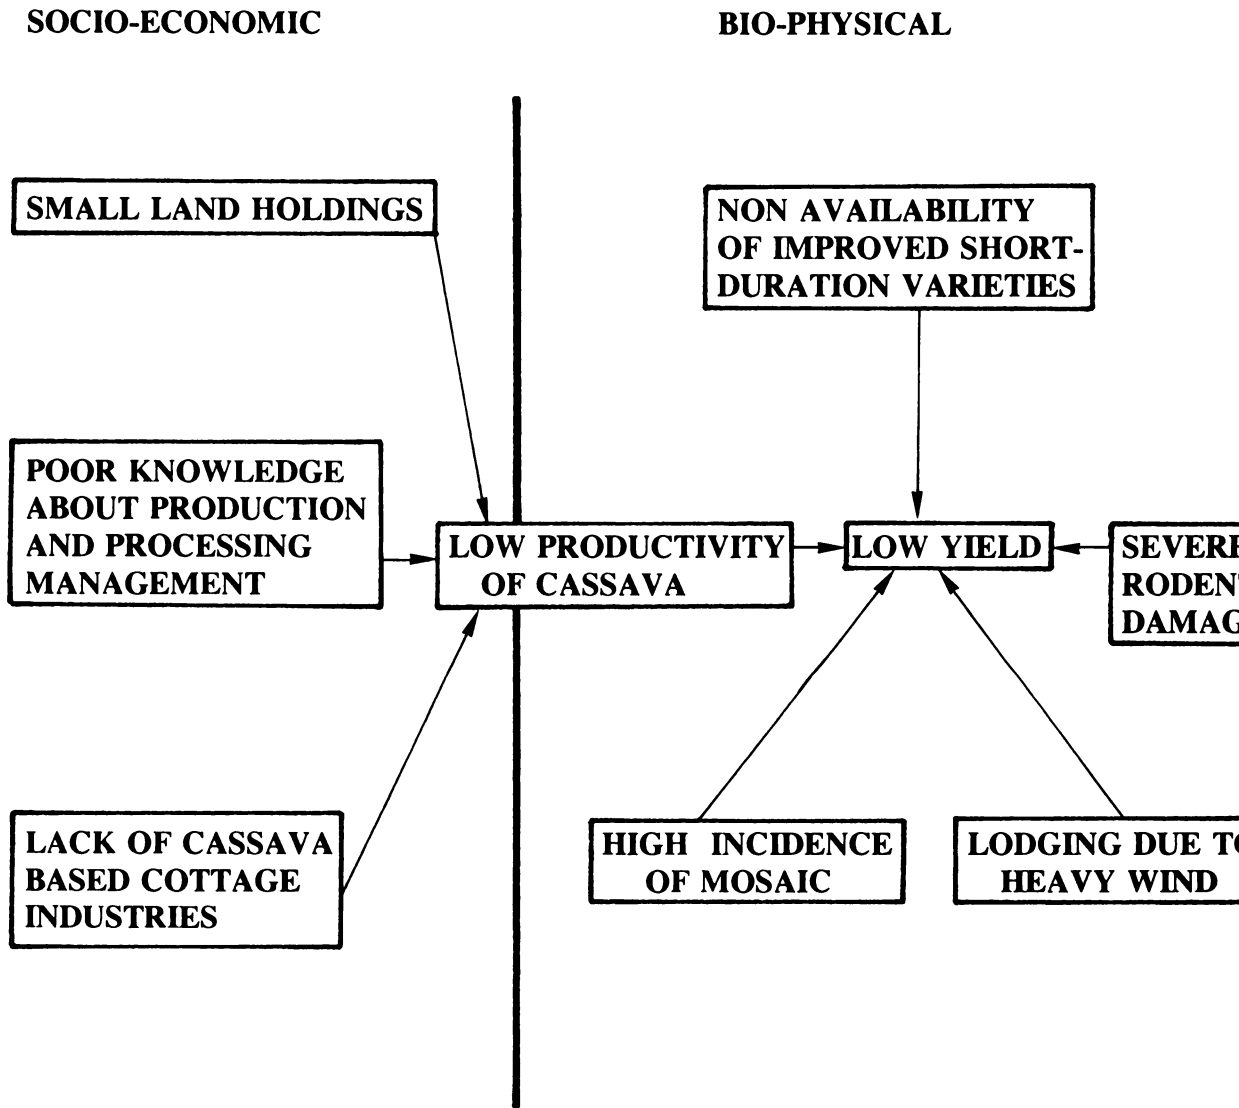 SOCIO-ECONOMIC
BIO-PHYSICAL
SMALL LAND HOLDINGS
NON AVAILABILITY
OF IMPROVED SHORT-
DURATION VARIETIES
POOR KNOWLEDGE
ABOUT PRODUCTION
AND PROCESSING
MANAGEMENT
LOW PRODUCTIVITY
OF CASSAVA
LOW YIELD
LACK OF CASSAVA
BASED COTTAGE
INDUSTRIES
HIGH INCIDENCE
OF MOSAIC
LODGING DUE
HEAVY WIND